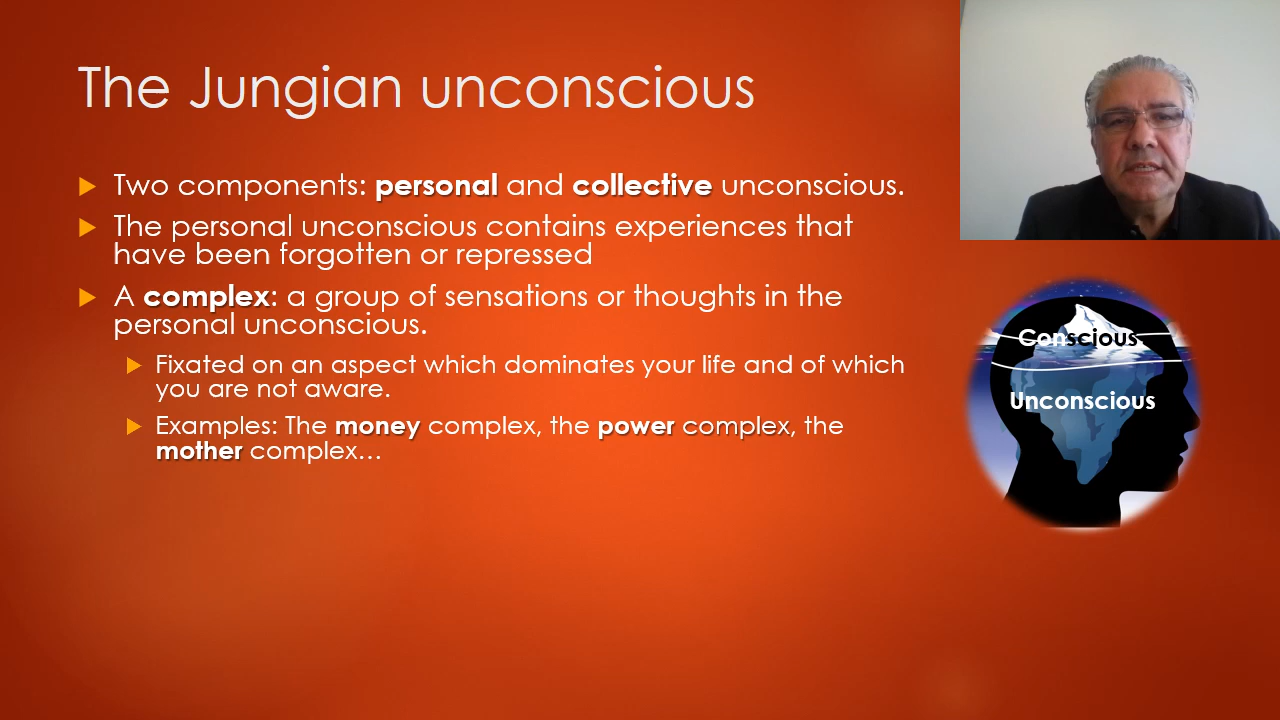 The Jungian unconscious
Two components: personal and collective unconscious.
The personal unconscious contains experiences that
have been forgotten or repressed
A complex: a group of sensations or thoughts in the
personal unconscious.
Fixated on an aspect which dominates your life and of which
you are not aware.
Examples: The money complex, the power complex, the
mother complex…
Conscious
Unconscious